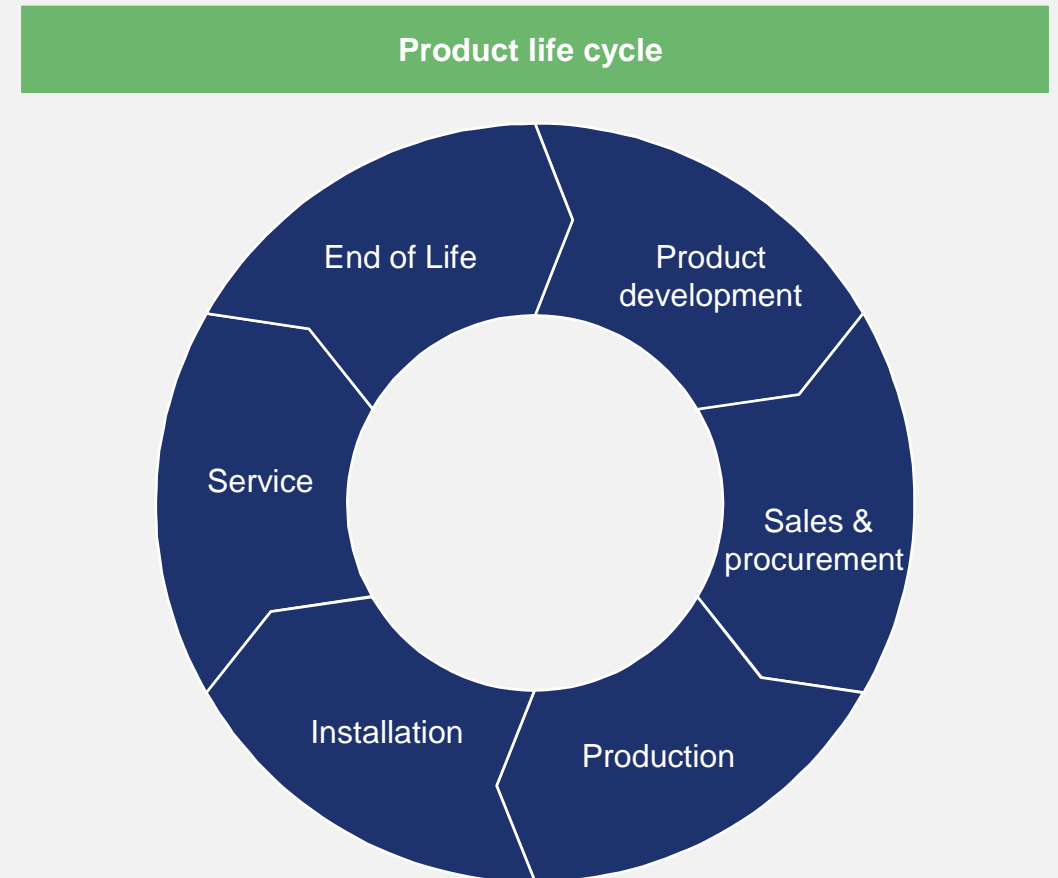 Product life cycle
End of Life
Product
development
Service
Sales &
procurement
Installation
Production